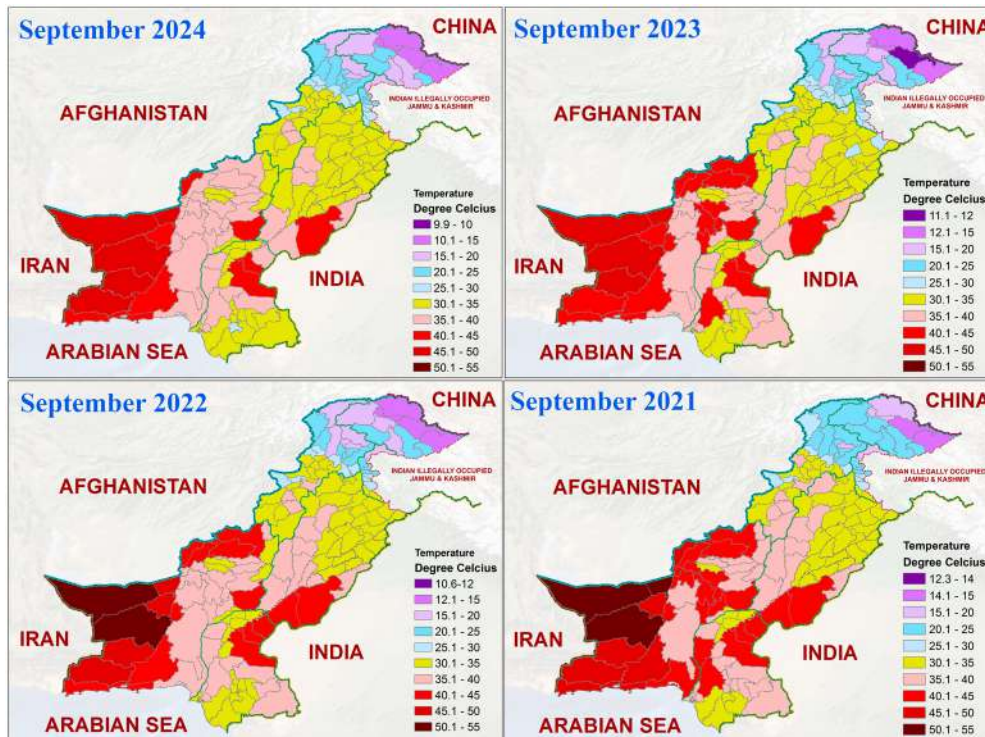 September 2024
CHINA
AFGHANISTAN
INDIAN ILLEGALLY OCCUPIED
JAMMU & KASHMIR
Temperature
Degree Celcius
9.9 - 10
10.1 - 15
15.1 - 20
20.1 - 25
25.1 - 30
30.1 - 35
35.1 - 40
40.1 - 45
45.1 - 50
50.1 - 55
IRAN
INDIA
ARABIAN SEA
September 2023
CHINA
AFGHANISTAN
INDIAN ILLEGALLY OCCUPIED
JAMMU & KASHMIR
Temperature
Degree Celcius
11.1 - 12
12.1 - 15
15.1 - 20
20.1 - 25
25.1 - 30
30.1 - 35
35.1 - 40
40.1 - 45
45.1 - 50
50.1 - 55
IRAN
INDIA
ARABIAN SEA
September 2022
CHINA
AFGHANISTAN
INDIAN ILLEGALLY OCCUPIED
JAMMU & KASHMIR
Temperature
Degree Celcius
10.6-12
12.1 - 15
15.1 - 20
20.1 - 25
25.1 - 30
30.1 - 35
35.1 - 40
40.1 - 45
45.1 - 50
50.1 - 55
IRAN
INDIA
ARABIAN SEA
September 2021
CHINA
AFGHANISTAN
INDIAN ILLEGALLY OCCUPIED
JAMMU & KASHMIR
Temperature
Degree Celcius
12.3 - 14
14.1 - 15
15.1 - 20
20.1 - 25
25.1 - 30
30.1 - 35
35.1 - 40
40.1 - 45
45.1 - 50
50.1 - 55
IRAN
INDIA
ARABIAN SEA